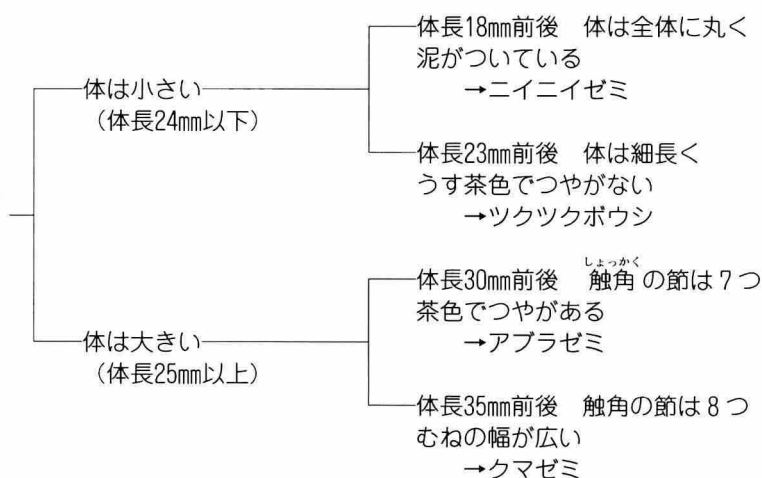 体は小さい
（体長24㎜以下）
体長18㎜前後　体は全体に丸く
泥がついている
→ニイニイゼミ
体長23㎜前後　体は細長く
うす茶色でつやがない
→ツクツクボウシ
体は大きい
（体長25㎜以上）
しょっかく
体長30㎜前後　触角の節は７つ
茶色でつやがある
→アブラゼミ
体長35㎜前後　触角の節は８つ
むねの幅が広い
→クマゼミ